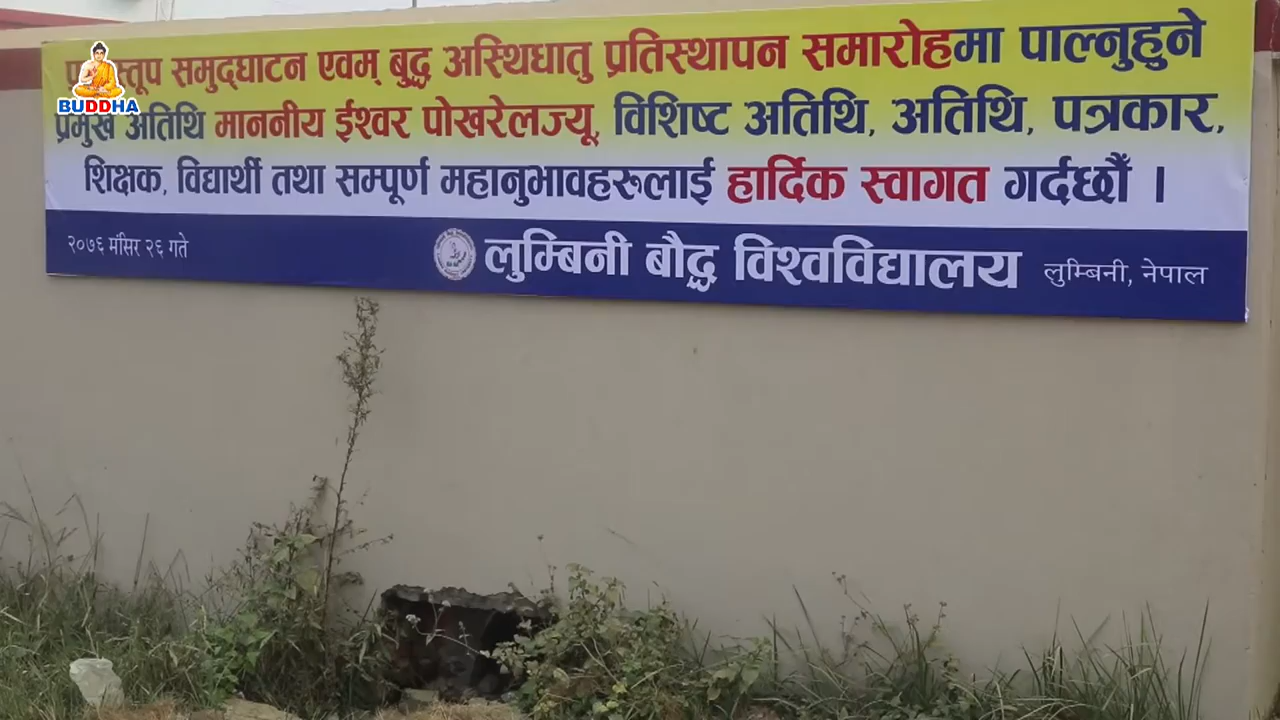 समुद्घाटन एवम् बुद्ध अस्थिधातु प्रतिस्थापन समारोहमा पाल्नुहुने
प्रमुख अतिथि माननीय ईश्वर पोखरेलज्यू, विशिष्ट अतिथि, अतिथि, पत्रकार,
शिक्षक, विद्यार्थी तथा सम्पूर्ण महानुभावहरुलाई हार्दिक स्वागत गर्दछौँ ।
२०७६ मंसिर २६ गते
लुम्बिनी बौद्ध विश्वविद्यालय लुम्बिनी, नेपाल
BUDDHA